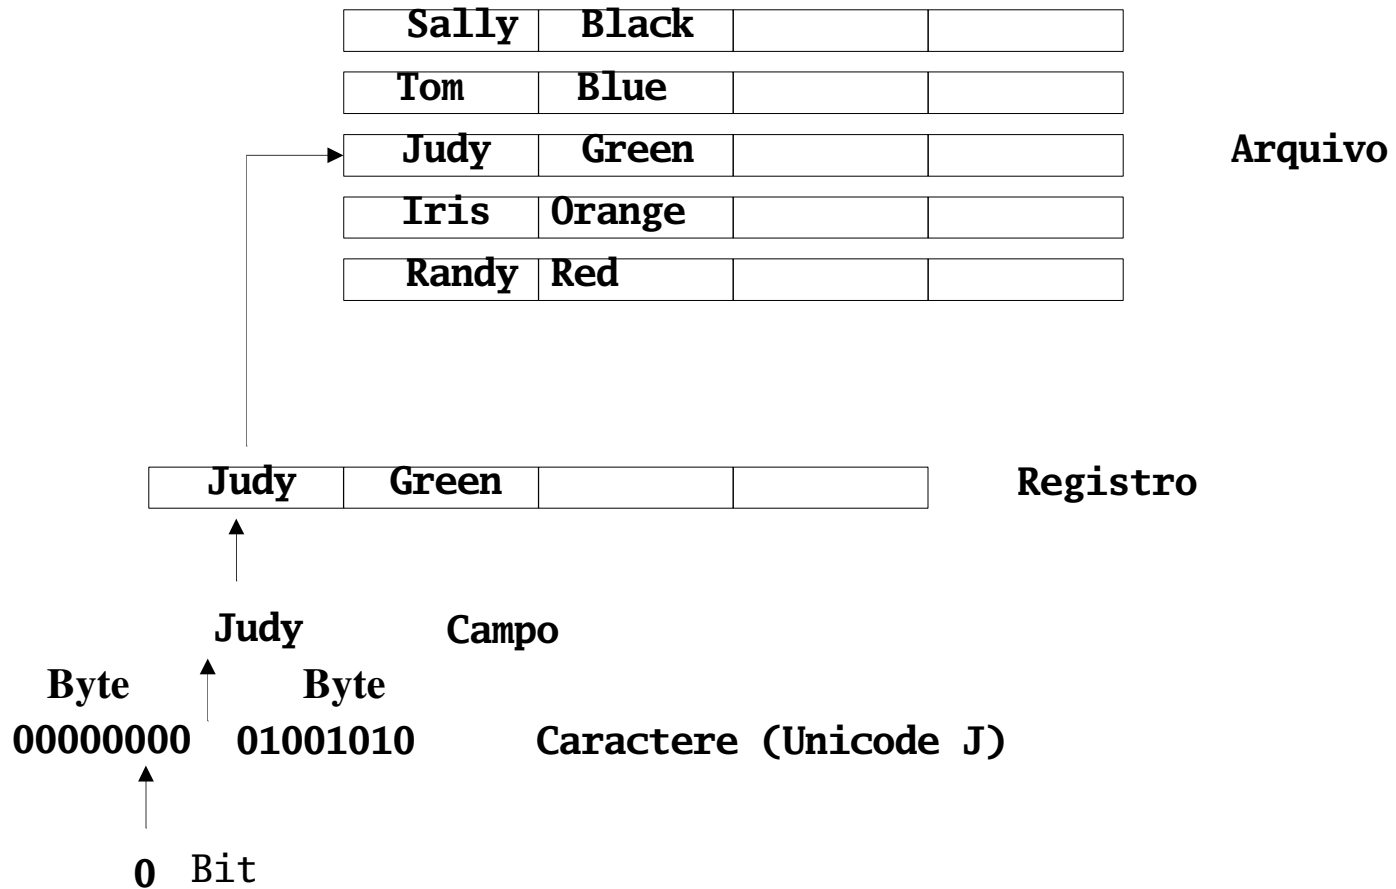 Sally Black
Tom Blue
Judy Green Arquivo
Iris Orange
Randy Red
Judy Green Registro
Judy Campo
Byte Byte
00000000 01001010 Caractere (Unicode J)
0 Bit